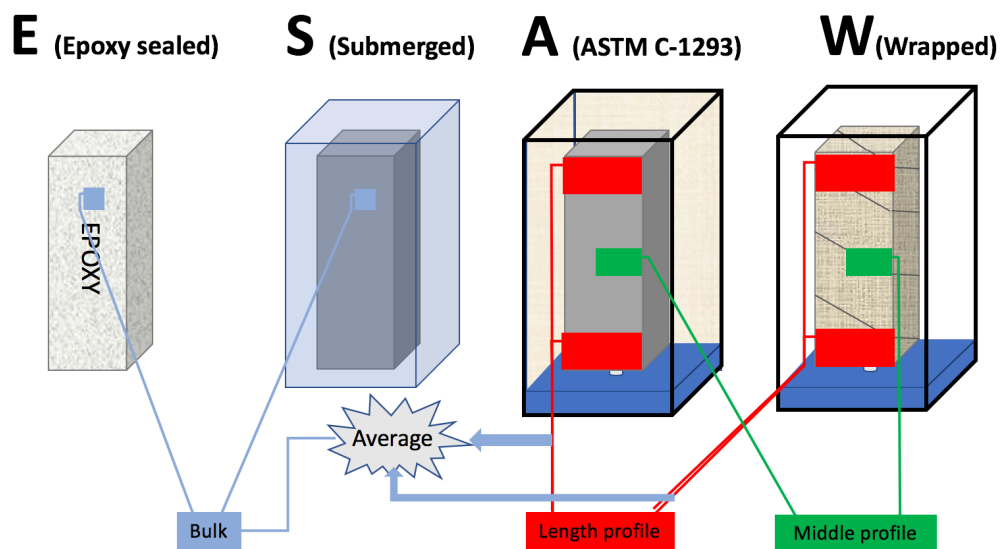 E (Epoxy sealed)
S (Submerged)
A (ASTM C-1293)
W (Wrapped)
EPOXY
Average
Bulk
Length profile
Middle profile